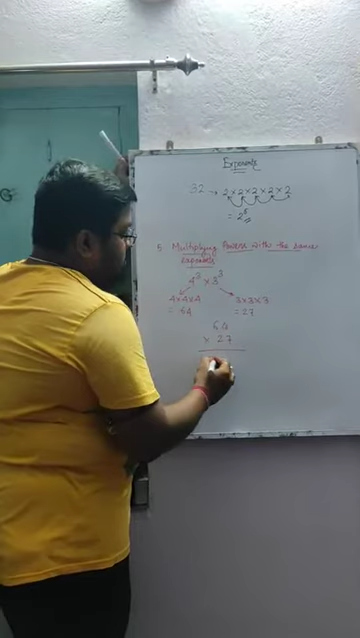 Exponents
32 → 2×2×2×2×2
= 2⁵
5. Multiplying Powers with the same
exponents
4³ × 3³
4×4×4 3×3×3
= 64 = 27
64
× 27